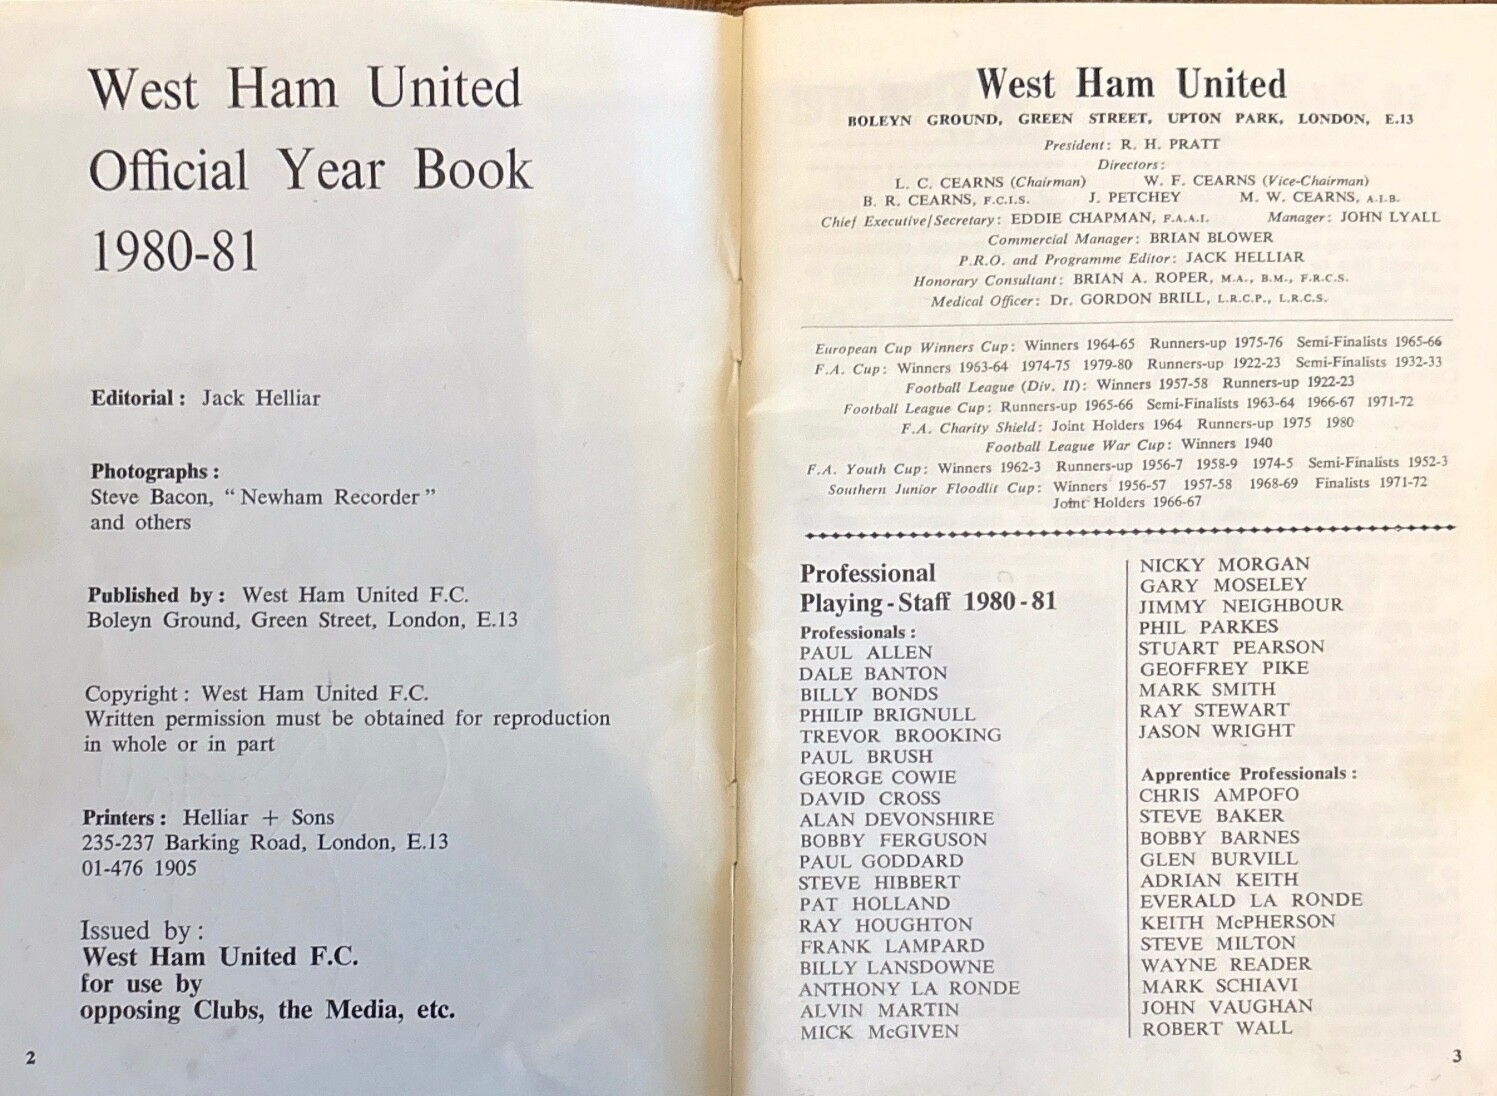 West Ham United
Official Year Book
1980-81
Editorial : Jack Helliar
Photographs :
Steve Bacon, “ Newham Recorder ”
and others
Published by : West Ham United F.C.
Boleyn Ground, Green Street, London, E.13
Copyright : West Ham United F.C.
Written permission must be obtained for reproduction
in whole or in part
Printers : Helliar + Sons
235-237 Barking Road, London, E.13
01-476 1905
Issued by :
West Ham United F.C.
for use by
opposing Clubs, the Media, etc.
2
West Ham United
BOLEYN GROUND, GREEN STREET, UPTON PARK, LONDON, E.13
President : R. H. PRATT
Directors :
L. C. CEARNS (Chairman) W. F. CEARNS (Vice-Chairman)
B. R. CEARNS, F.C.I.S. J. PETCHEY M. W. CEARNS, A.I.B.
Chief Executive/Secretary : EDDIE CHAPMAN, F.A.A.I. Manager : JOHN LYALL
Commercial Manager : BRIAN BLOWER
P.R.O. and Programme Editor : JACK HELLIAR
Honorary Consultant : BRIAN A. ROPER, M.A., B.M., F.R.C.S.
Medical Officer : Dr. GORDON BRILL, L.R.C.P., L.R.C.S.
European Cup Winners Cup : Winners 1964-65 Runners-up 1975-76 Semi-Finalists 1965-66
F.A. Cup : Winners 1963-64 1974-75 1979-80 Runners-up 1922-23 Semi-Finalists 1932-33
Football League (Div. II) : Winners 1957-58 Runners-up 1922-23
Football League Cup : Runners-up 1965-66 Semi-Finalists 1963-64 1966-67 1971-72
F.A. Charity Shield : Joint Holders 1964 Runners-up 1975 1980
Football League War Cup : Winners 1940
F.A. Youth Cup : Winners 1962-3 Runners-up 1956-7 1958-9 1974-5 Semi-Finalists 1952-3
Southern Junior Floodlit Cup : Winners 1956-57 1957-58 1968-69 Finalists 1971-72
Joint Holders 1966-67
Professional
Playing-Staff 1980-81
Professionals :
PAUL ALLEN
DALE BANTON
BILLY BONDS
PHILIP BRIGNULL
TREVOR BROOKING
PAUL BRUSH
GEORGE COWIE
DAVID CROSS
ALAN DEVONSHIRE
BOBBY FERGUSON
PAUL GODDARD
STEVE HIBBERT
PAT HOLLAND
RAY HOUGHTON
FRANK LAMPARD
BILLY LANSDOWNE
ANTHONY LA RONDE
ALVIN MARTIN
MICK McGIVEN
NICKY MORGAN
GARY MOSELEY
JIMMY NEIGHBOUR
PHIL PARKES
STUART PEARSON
GEOFFREY PIKE
MARK SMITH
RAY STEWART
JASON WRIGHT
Apprentice Professionals :
CHRIS AMPOFO
STEVE BAKER
BOBBY BARNES
GLEN BURVILL
ADRIAN KEITH
EVERALD LA RONDE
KEITH McPHERSON
STEVE MILTON
WAYNE READER
MARK SCHIAVI
JOHN VAUGHAN
ROBERT WALL
3